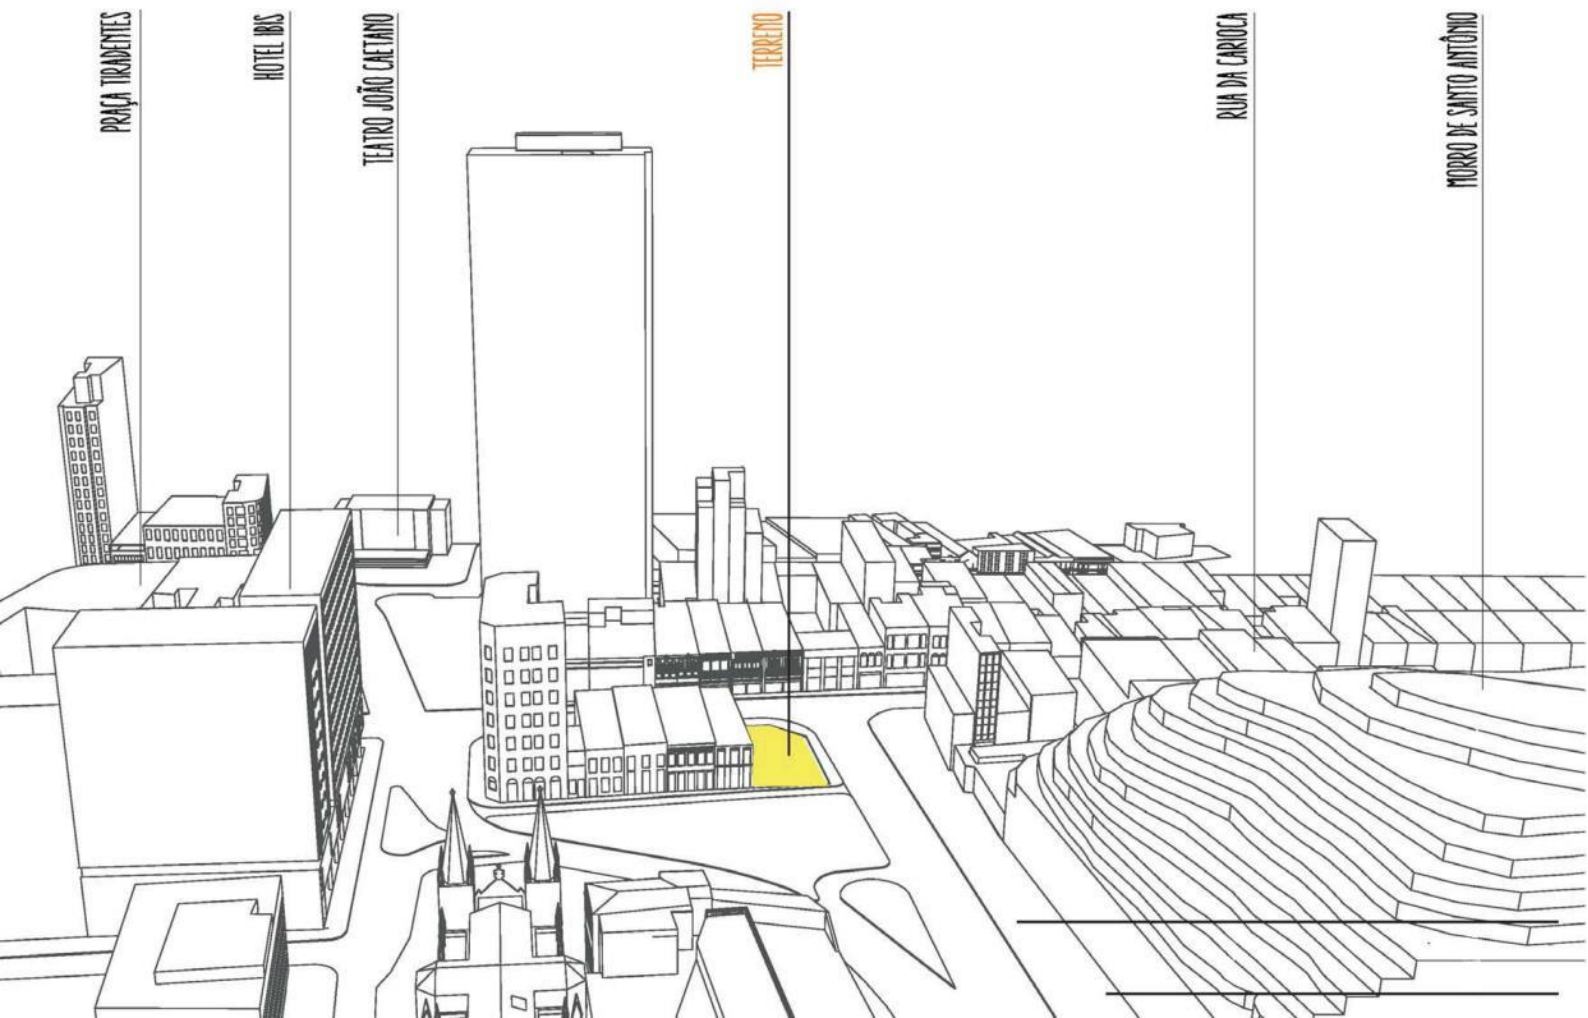 PRAÇA TIRADENTES
HOTEL IBIS
TEATRO JOÃO CAETANO
TERRENO
RUA DA CARIOCA
MORRO DE SANTO ANTÔNIO